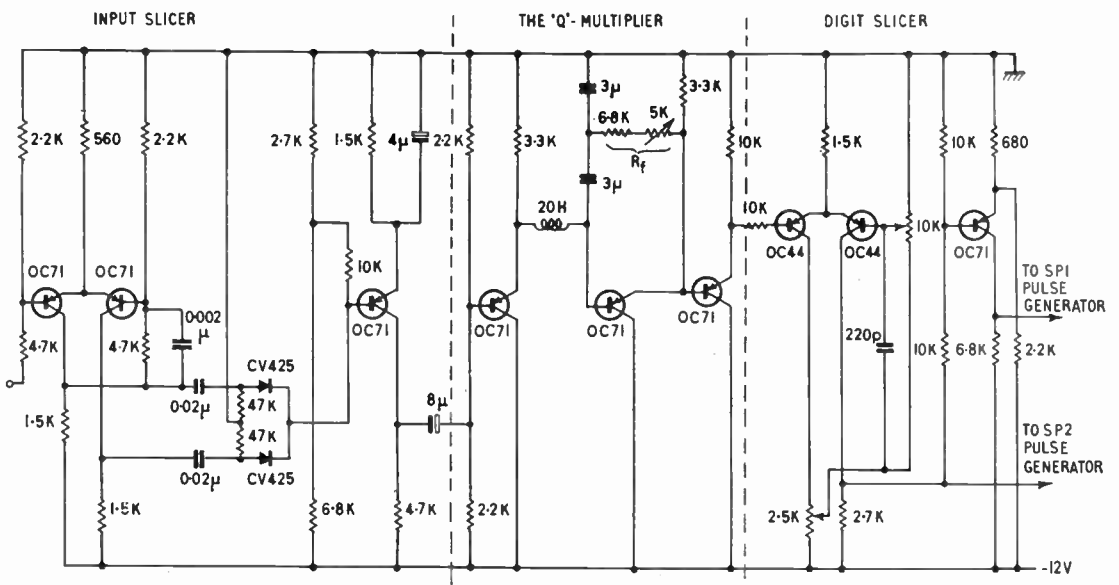 INPUT SLICER
THE "Q"- MULTIPLIER
DIGIT SLICER
2·2K
560
2·2K
2·7K
1·5K
4μ
2·2K
3·3K
3μ
6·8K
5K
Rf
3μ
3·3K
10K
1·5K
10K
10K
680
20H
10K
OC44
OC44
10K
OC71
OC71
OC71
10K
OC71
OC71
OC71
OC71
OC71
TO SP1
PULSE
GENERATOR
4·7K
4·7K
0·002
μ
220p
10K
6·8K
2·2K
CV425
0·02μ
47K
47K
8μ
1·5K
0·02μ
CV425
TO SP2
PULSE
GENERATOR
1·5K
6·8K
4·7K
2·2K
2·5K
2·7K
-12V